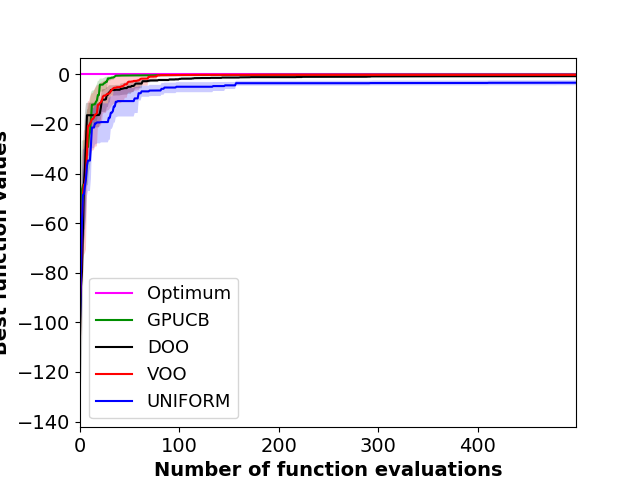 Best function values
0
−20
−40
−60
−80
−100
−120
−140
Optimum
GPUCB
DOO
VOO
UNIFORM
0 100 200 300 400
Number of function evaluations